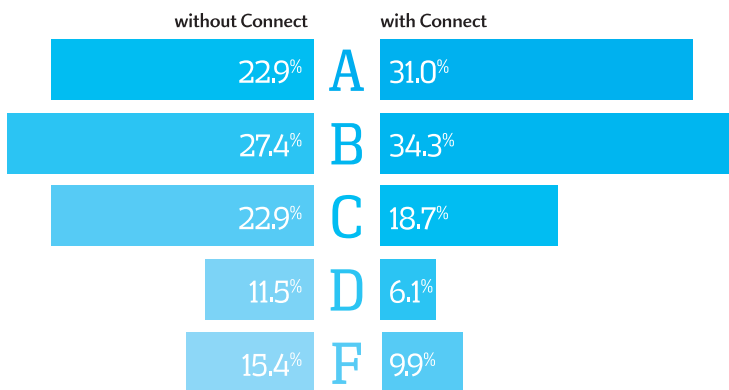 without Connect with Connect
22.9% A 31.0%
27.4% B 34.3%
22.9% C 18.7%
11.5% D 6.1%
15.4% F 9.9%